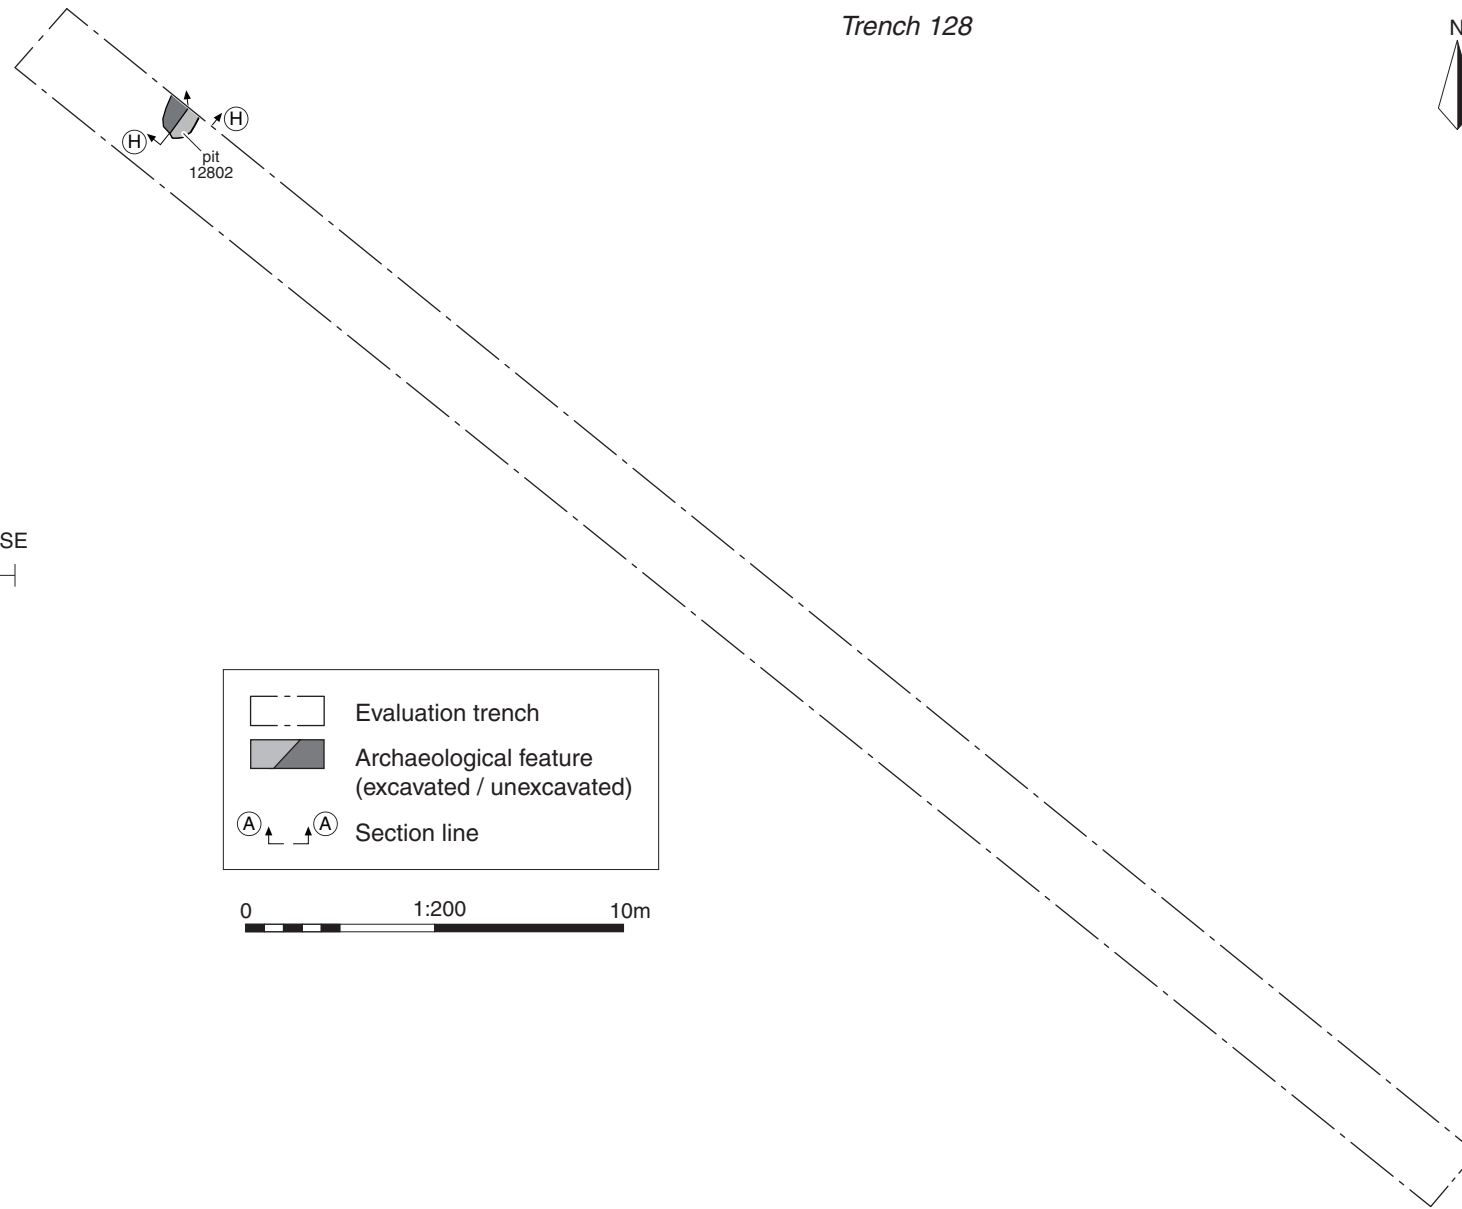 Trench 128
N
H
H
pit
12802
SE
Evaluation trench
Archaeological feature
(excavated / unexcavated)
A A
Section line
0 1:200 10m